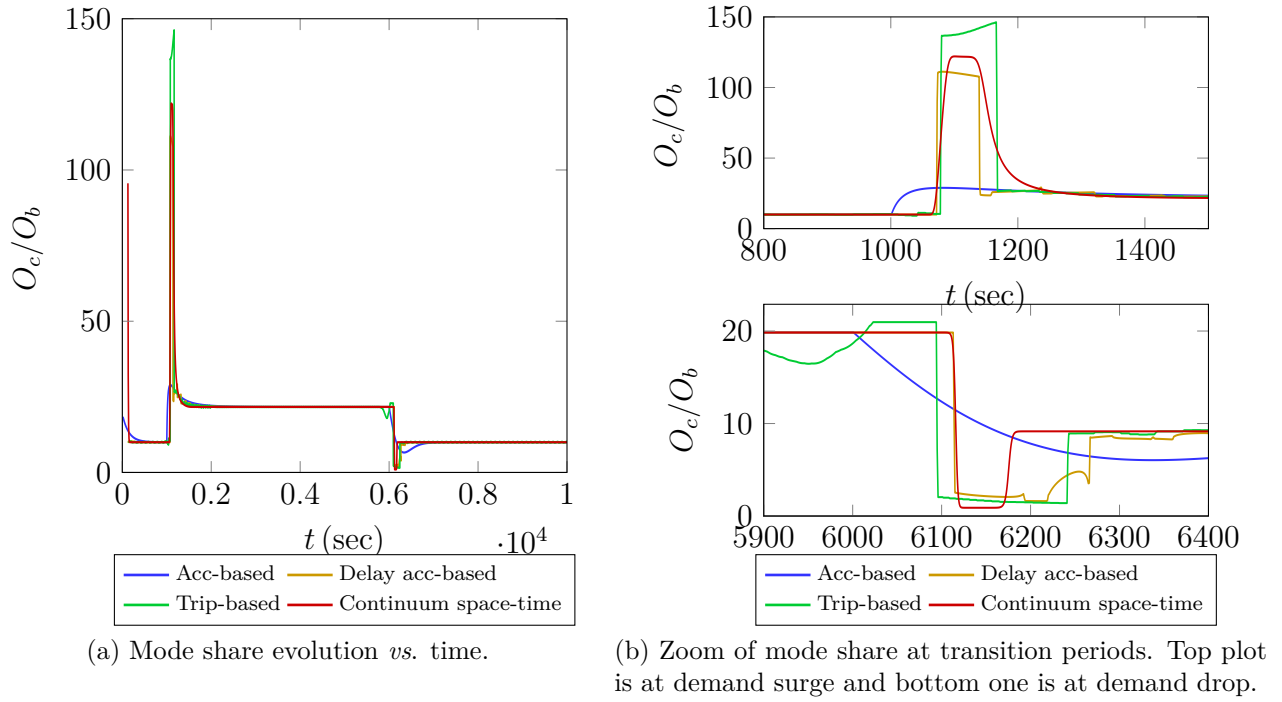 150
100
50
0
O_c/O_b
0 0.2 0.4 0.6 0.8 1
t (sec)
·10^4
Acc-based Delay acc-based
Trip-based Continuum space-time
(a) Mode share evolution vs. time.
150
100
50
0
O_c/O_b
800 1000 1200 1400
t (sec)
20
10
0
O_c/O_b
5900 6000 6100 6200 6300 6400
Acc-based Delay acc-based
Trip-based Continuum space-time
(b) Zoom of mode share at transition periods. Top plot
is at demand surge and bottom one is at demand drop.